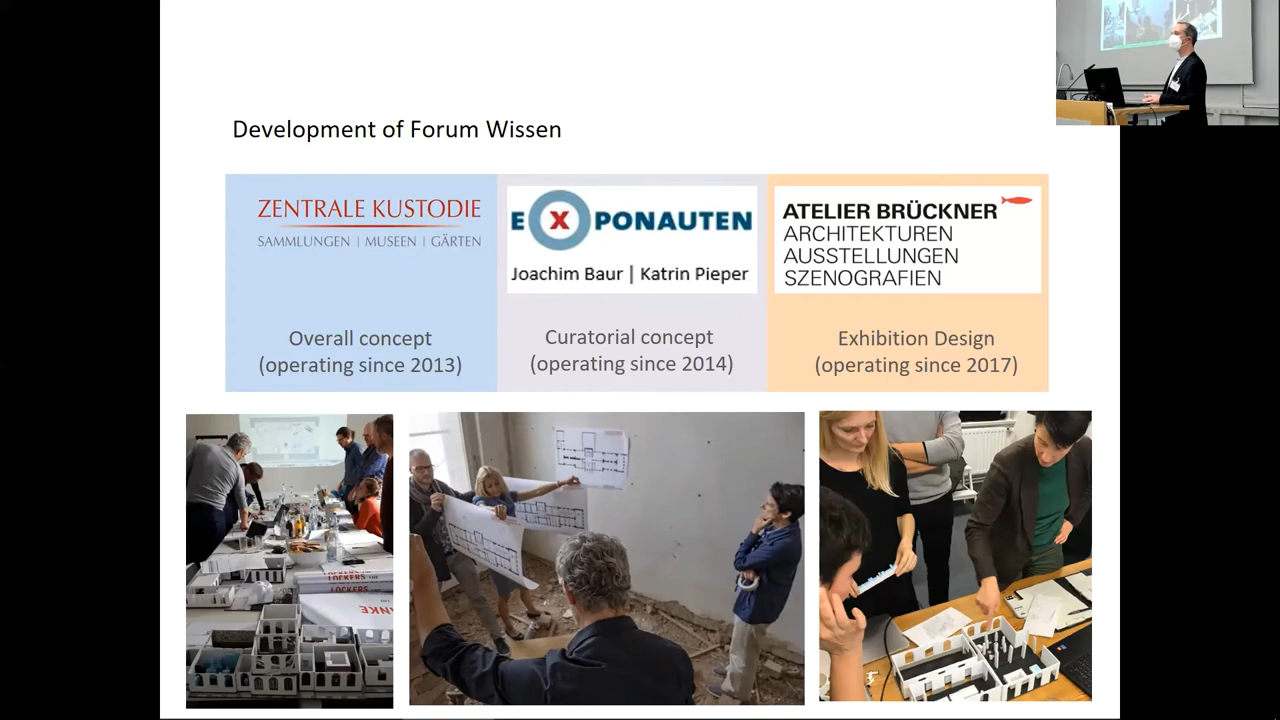 Development of Forum Wissen
ZENTRALE KUSTODIE
SAMMLUNGEN | MUSEEN | GÄRTEN
Overall concept
(operating since 2013)
EXPONAUTEN
Joachim Baur | Katrin Pieper
Curatorial concept
(operating since 2014)
ATELIER BRÜCKNER
ARCHITEKTUREN
AUSSTELLUNGEN
SZENOGRAFIEN
Exhibition Design
(operating since 2017)
LOCKERS
LOCKERS